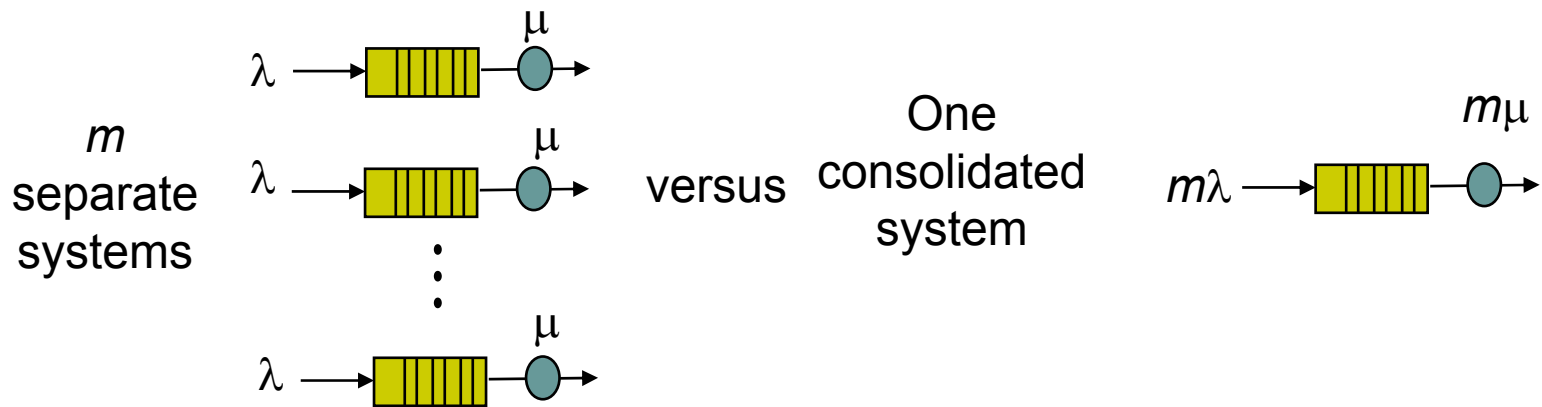 m
separate
systems
λ
μ
λ
μ
λ
μ
versus
One
consolidated
system
mλ
mμ